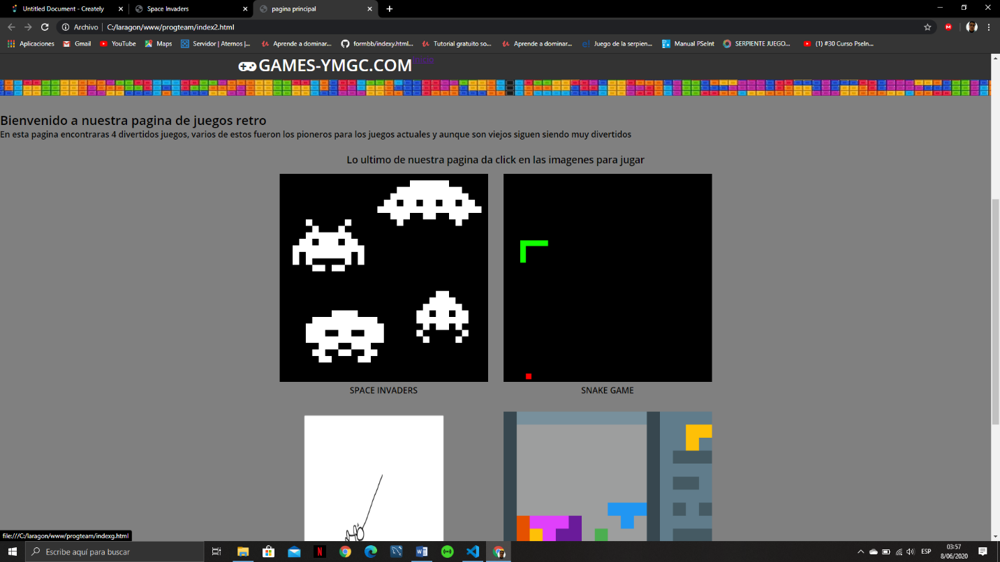 Untitled Document - Creately
Space Invaders
pagina principal
Archivo
C:/laragon/www/progteam/index2.html
Aplicaciones
Gmail
YouTube
Maps
Servidor | Aternos |...
Aprende a dominar...
formbb/indexy.html...
Tutorial gratuito so...
Aprende a dominar...
Juego de la serpien...
Manual PSeInt
SERPIENTE JUEGO...
(1) #30 Curso PseIn...
GAMES-YMGC.COM
Bienvenido a nuestra pagina de juegos retro
En esta pagina encontraras 4 divertidos juegos, varios de estos fueron los pioneros para los juegos actuales y aunque son viejos siguen siendo muy divertidos
Lo ultimo de nuestra pagina da click en las imagenes para jugar
SPACE INVADERS
SNAKE GAME
file:///C:/laragon/www/progteam/indexg.html
Escribe aquí para buscar
ESP
03:57
8/06/2020